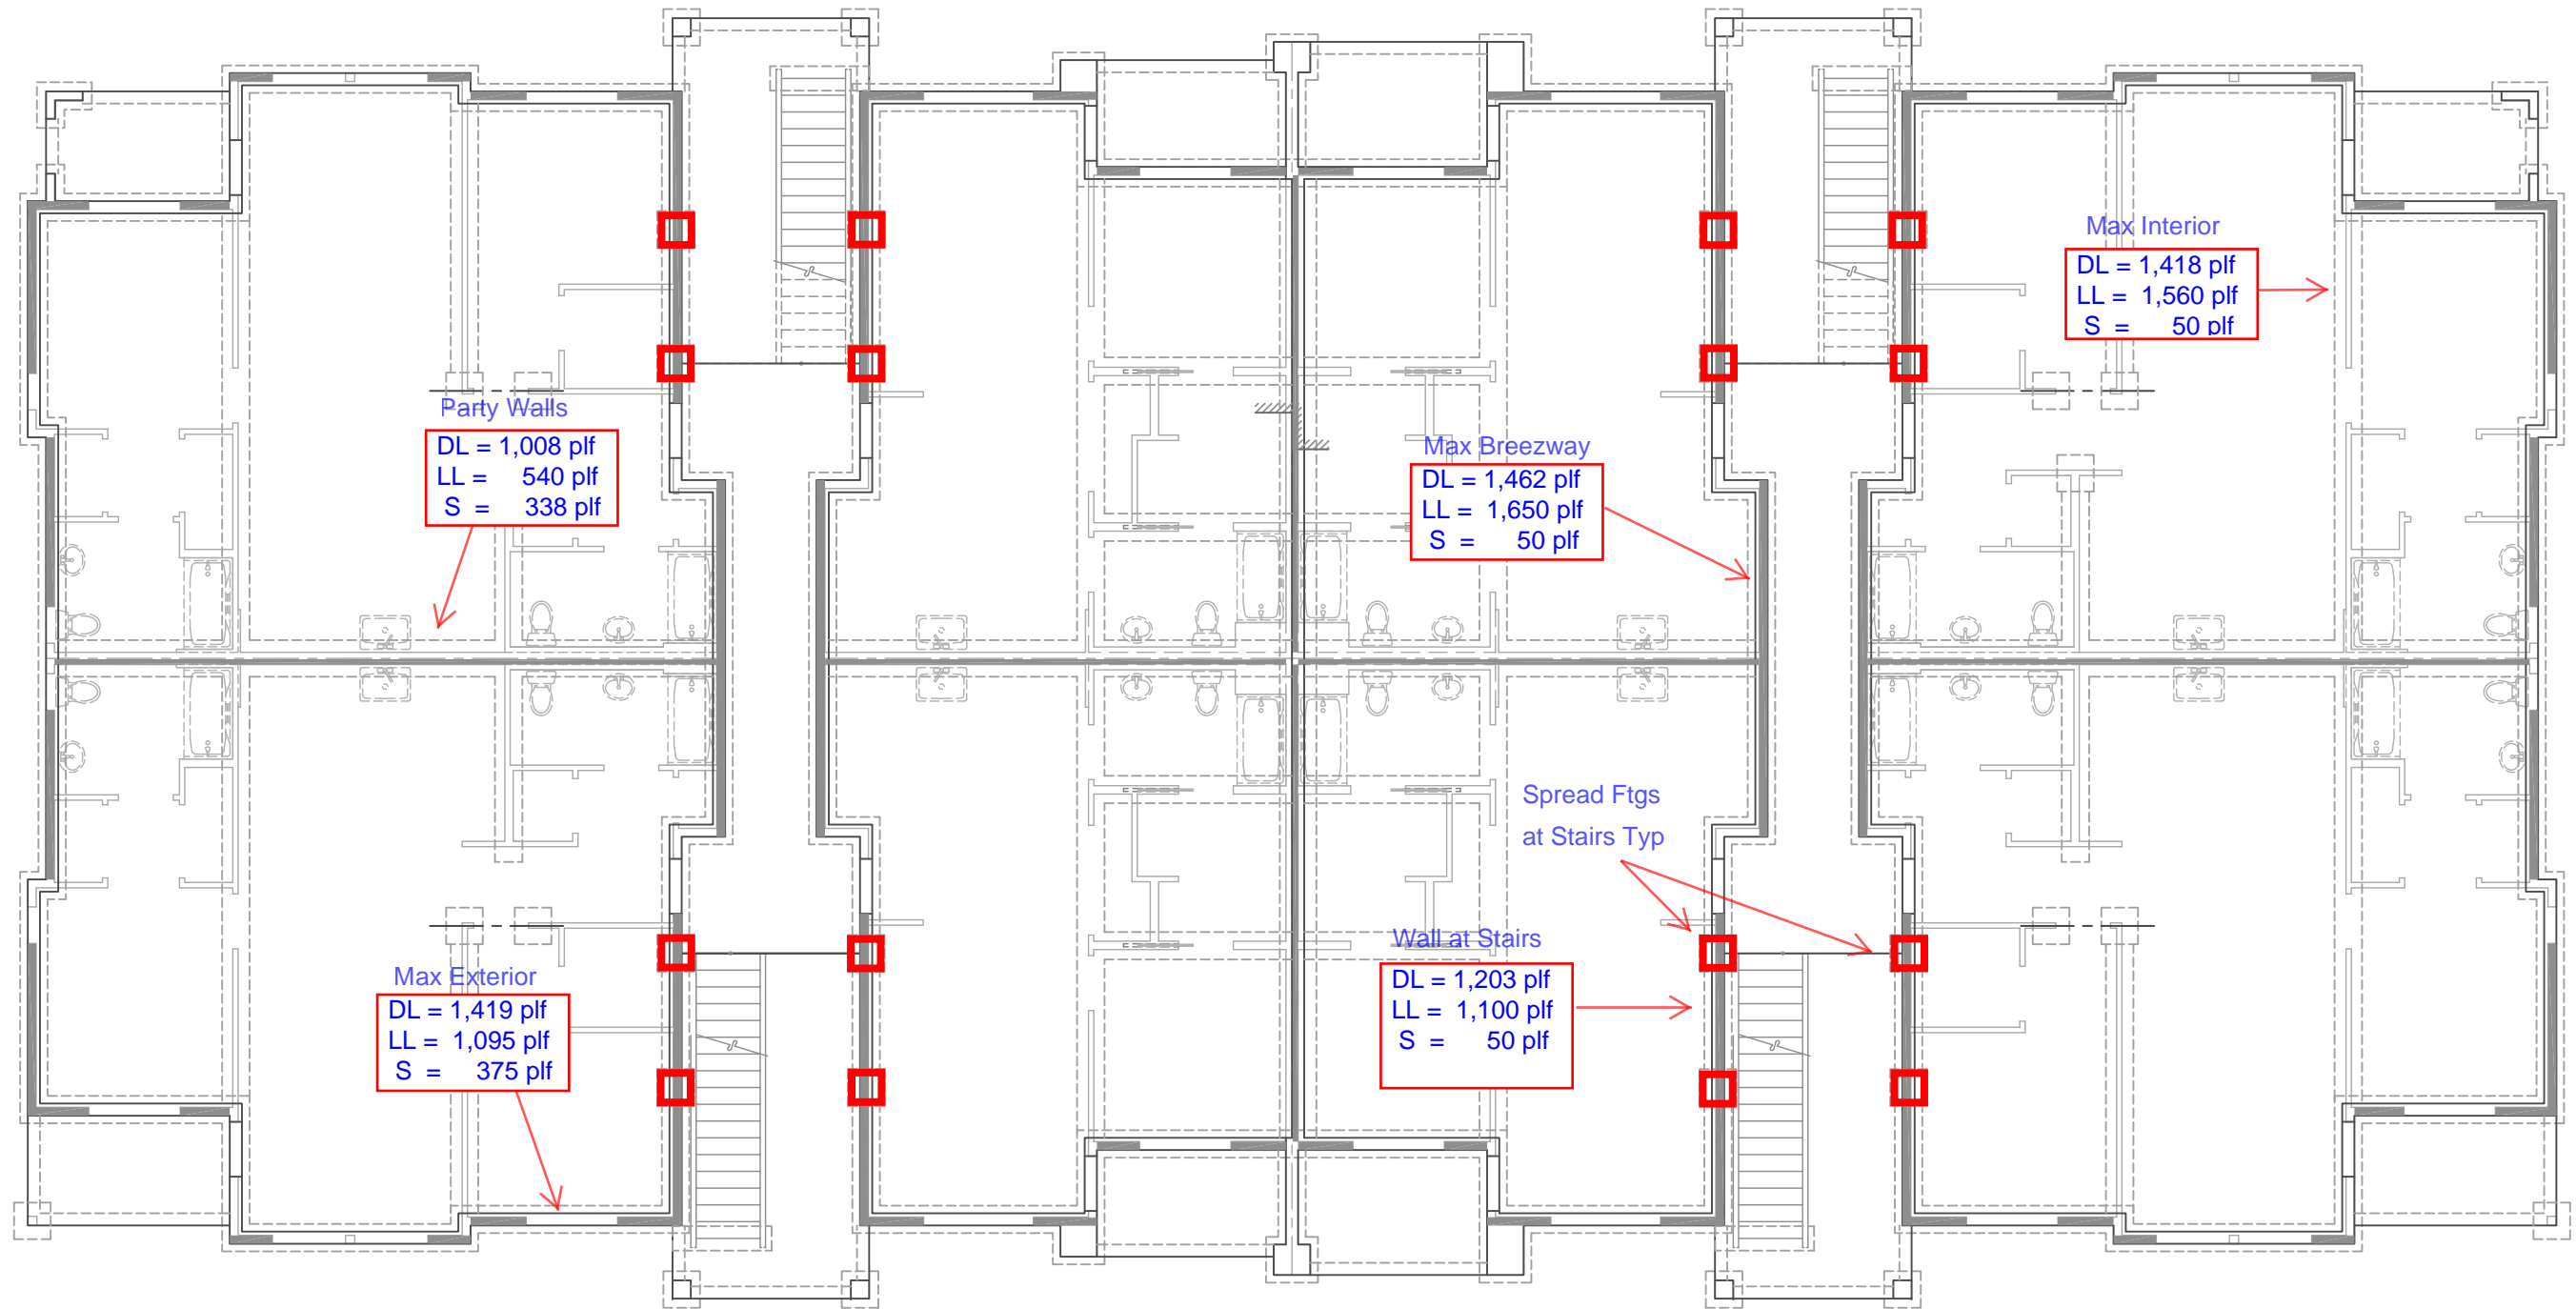 Max Interior
DL = 1,418 plf
LL = 1,560 plf
S = 50 plf
Party Walls
DL = 1,008 plf
LL = 540 plf
S = 338 plf
Max Breezway
DL = 1,462 plf
LL = 1,650 plf
S = 50 plf
Spread Ftgs
at Stairs Typ
Wall at Stairs
DL = 1,203 plf
LL = 1,100 plf
S = 50 plf
Max Exterior
DL = 1,419 plf
LL = 1,095 plf
S = 375 plf